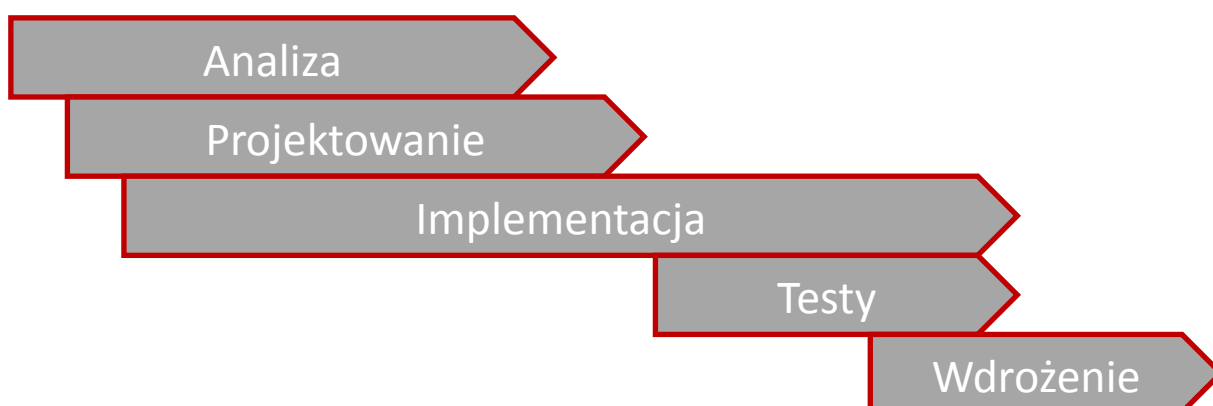 Analiza
Projektowanie
Implementacja
Testy
Wdrożenie